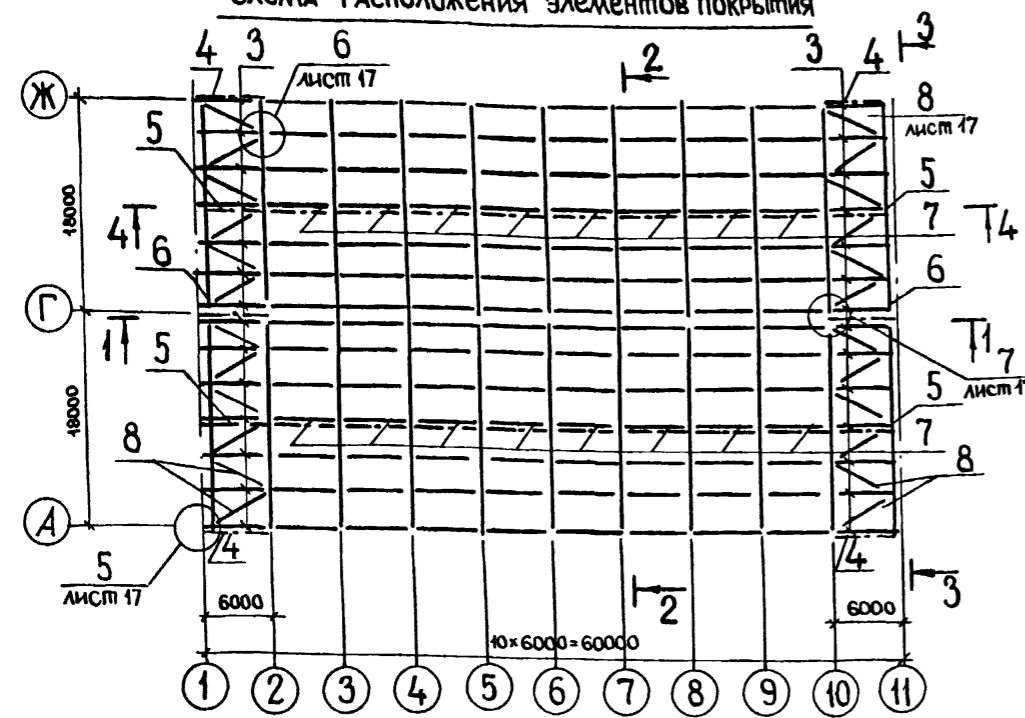 СХЕМА РАСПОЛОЖЕНИЯ ЭЛЕМЕНТОВ ПОКРЫТИЯ
4 3 6 2 3 4 3
лист 17
Ж
8
лист 17
5
5
18000
4 7 4
6 6
Г
1 1
5 7
лист 17
5
18000
7
8 8
А
4 4
5
лист 17
6000 2 6000 3
10×6000=60000
1 2 3 4 5 6 7 8 9 10 11